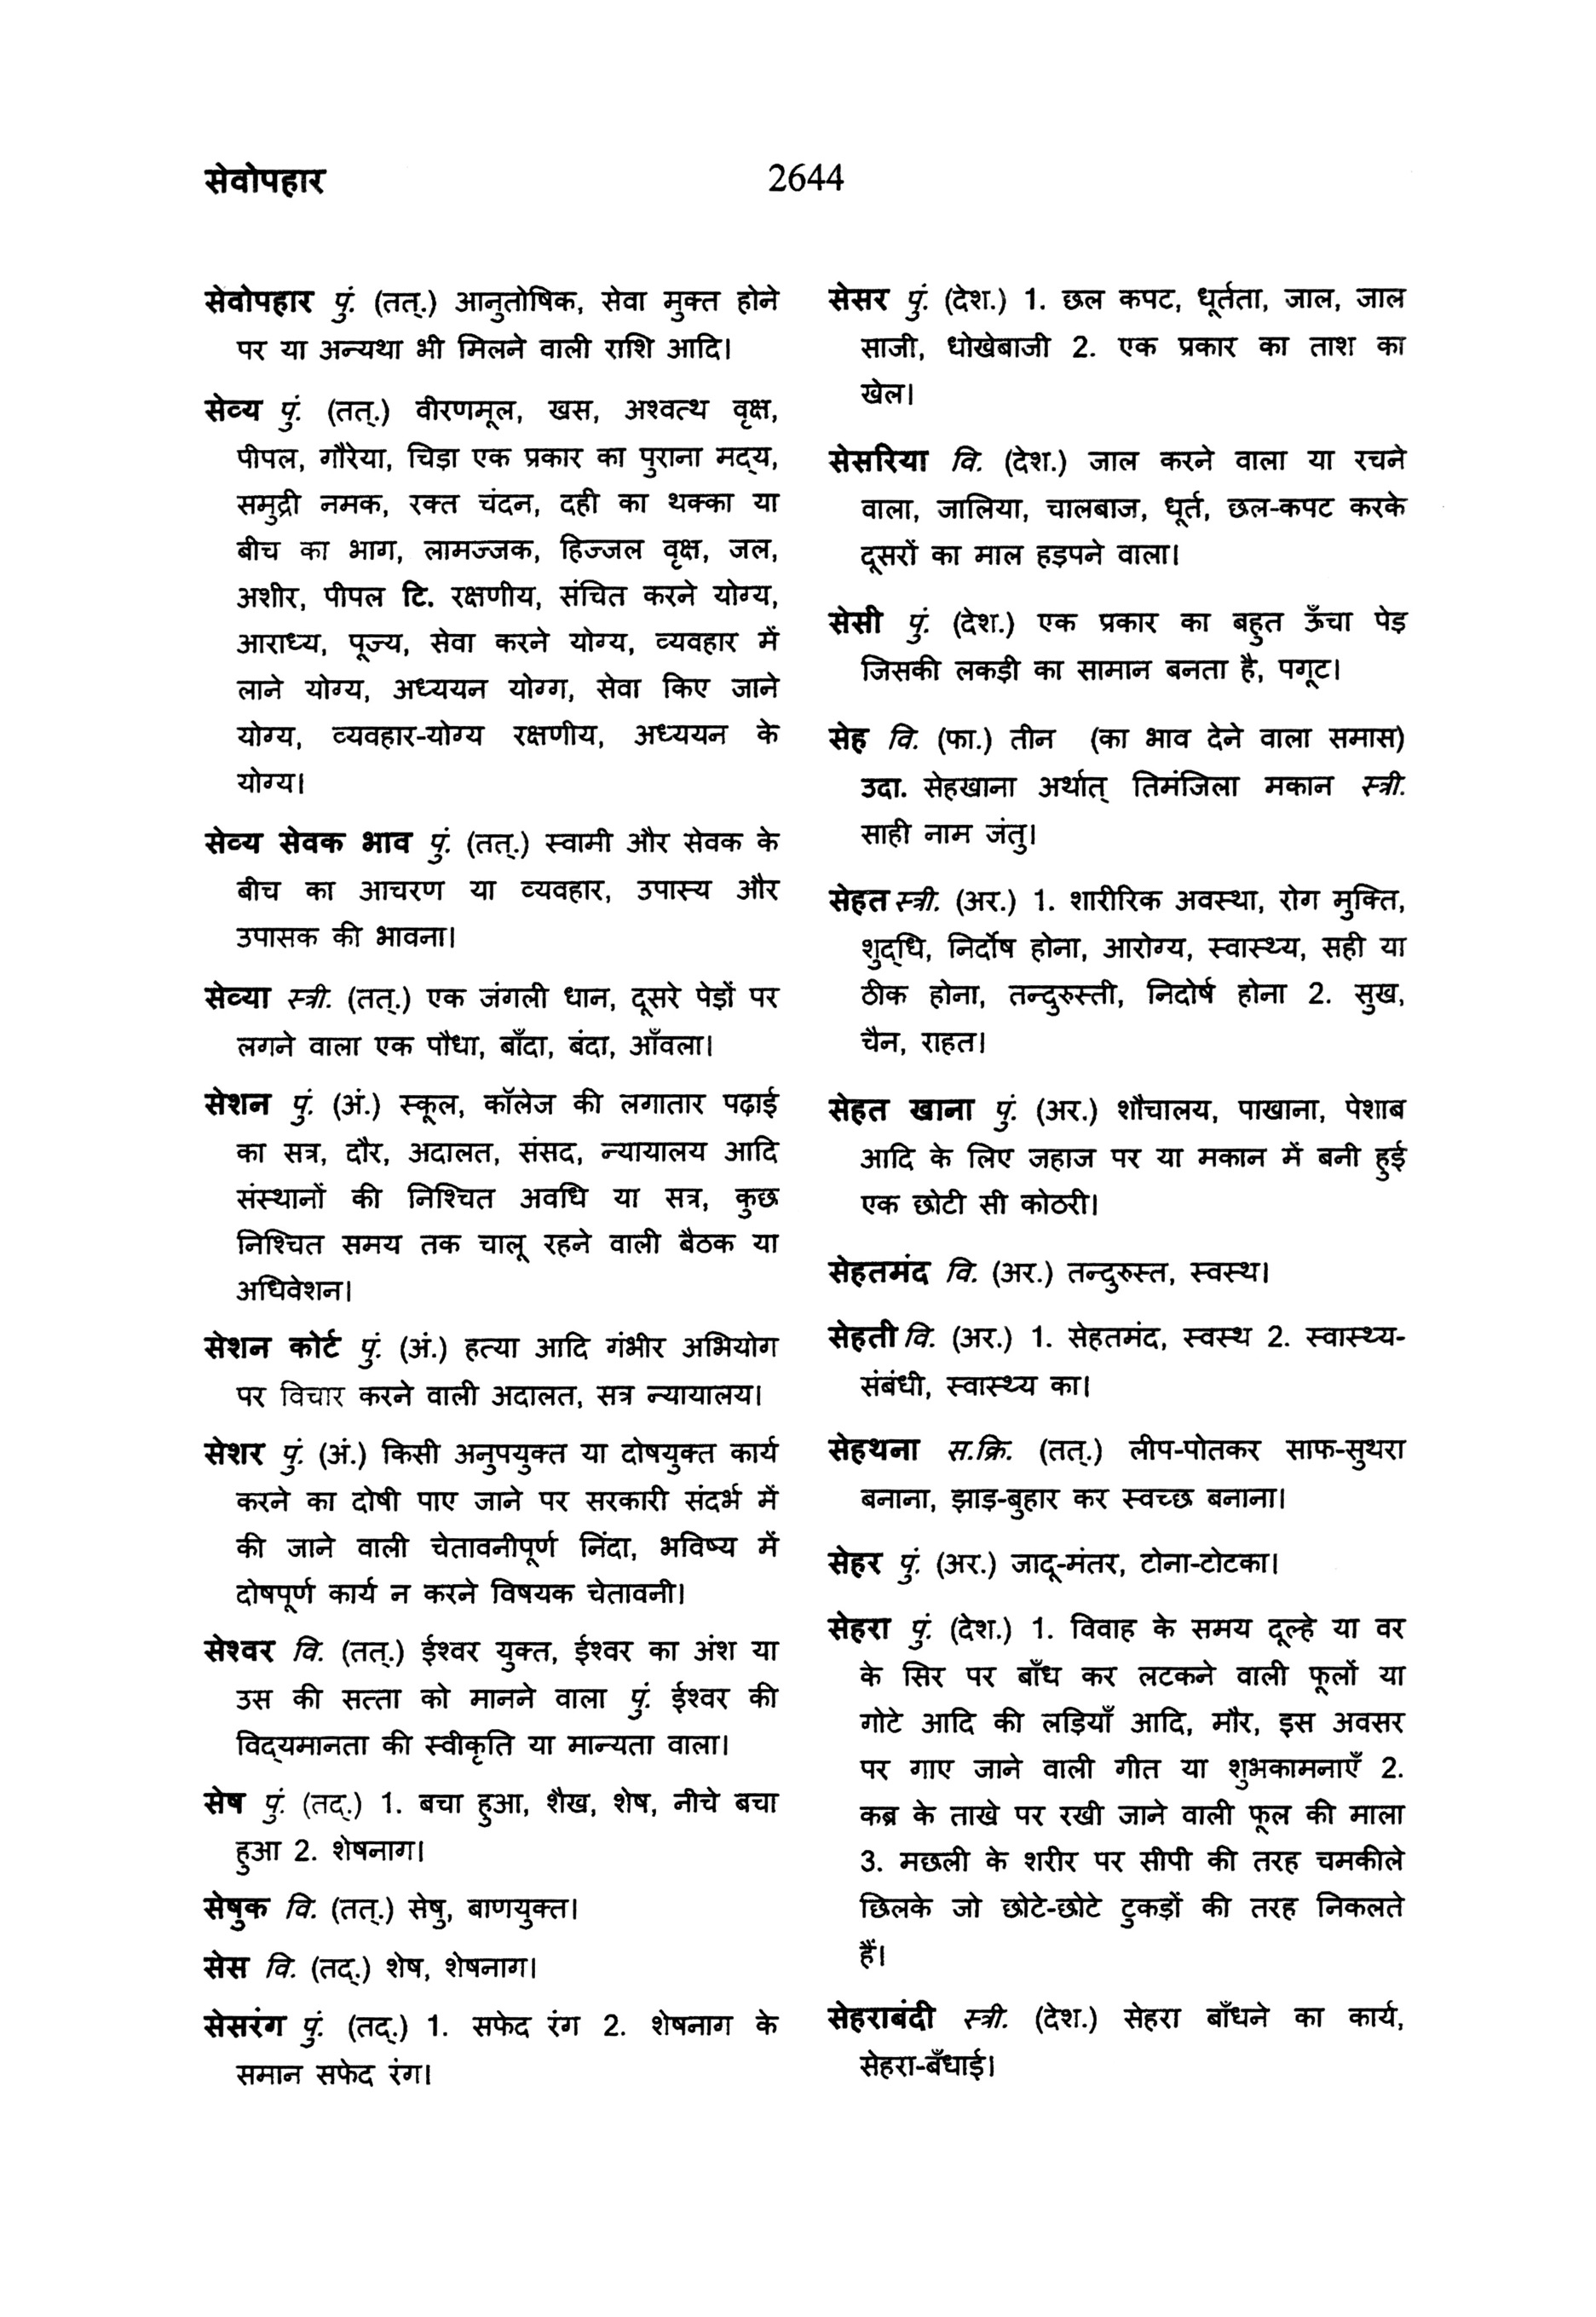 सेवोपहार
2644
सेवोपहार पुं. (तत्.) आनुतोषिक, सेवा मुक्त होने
पर या अन्यथा भी मिलने वाली राशि आदि।
सेव्य पुं. (तत्.) वीरणमूल, खस, अश्वत्थ वृक्ष,
पीपल, गौरेया, चिड़ा एक प्रकार का पुराना मद्‍य,
समुद्री नमक, रक्त चंदन, दही का थक्का या
बीच का भाग, लामज्जक, हिज्जल वृक्ष, जल,
अशीर, पीपल टि. रक्षणीय, संचित करने योग्य,
आराध्य, पूज्य, सेवा करने योग्य, व्यवहार में
लाने योग्य, अध्ययन योग्ग, सेवा किए जाने
योग्य, व्यवहार-योग्य रक्षणीय, अध्ययन के
योग्य।
सेव्य सेवक भाव पुं. (तत्.) स्वामी और सेवक के
बीच का आचरण या व्यवहार, उपास्य और
उपासक की भावना।
सेव्या स्त्री. (तत्.) एक जंगली धान, दूसरे पेड़ों पर
लगने वाला एक पौधा, बाँदा, बंदा, आँवला।
सेशन पुं. (अं.) स्कूल, कॉलेज की लगातार पढ़ाई
का सत्र, दौर, अदालत, संसद, न्यायालय आदि
संस्थानों की निश्चित अवधि या सत्र, कुछ
निश्चित समय तक चालू रहने वाली बैठक या
अधिवेशन।
सेशन कोर्ट पुं. (अं.) हत्या आदि गंभीर अभियोग
पर विचार करने वाली अदालत, सत्र न्यायालय।
सेशर पुं. (अं.) किसी अनुपयुक्त या दोषयुक्त कार्य
करने का दोषी पाए जाने पर सरकारी संदर्भ में
की जाने वाली चेतावनीपूर्ण निंदा, भविष्य में
दोषपूर्ण कार्य न करने विषयक चेतावनी।
सेश्वर वि. (तत्.) ईश्वर युक्त, ईश्वर का अंश या
उस की सत्ता को मानने वाला पुं. ईश्वर की
विद्‍यमानता की स्वीकृति या मान्यता वाला।
सेष पुं. (तद्.) 1. बचा हुआ, शैख, शेष, नीचे बचा
हुआ 2. शेषनाग।
सेषुक वि. (तत्.) सेषु, बाणयुक्त।
सेस वि. (तद्.) शेष, शेषनाग।
सेसरंग पुं. (तद्.) 1. सफेद रंग 2. शेषनाग के
समान सफेद रंग।
सेसर पुं. (देश.) 1. छल कपट, धूर्तता, जाल, जाल
साजी, धोखेबाजी 2. एक प्रकार का ताश का
खेल।
सेसरिया वि. (देश.) जाल करने वाला या रचने
वाला, जालिया, चालबाज, धूर्त, छल-कपट करके
दूसरों का माल हड़पने वाला।
सेसी पुं. (देश.) एक प्रकार का बहुत ऊँचा पेड़
जिसकी लकड़ी का सामान बनता है, पगूट।
सेह वि. (फा.) तीन (का भाव देने वाला समास)
उदा. सेहखाना अर्थात् तिमंजिला मकान स्त्री.
साही नाम जंतु।
सेहत स्त्री. (अर.) 1. शारीरिक अवस्था, रोग मुक्ति,
शुद्‍धि, निर्दोष होना, आरोग्य, स्वास्थ्य, सही या
ठीक होना, तन्दुरुस्ती, निदोर्ष होना 2. सुख,
चैन, राहत।
सेहत खाना पुं. (अर.) शौचालय, पाखाना, पेशाब
आदि के लिए जहाज पर या मकान में बनी हुई
एक छोटी सी कोठरी।
सेहतमंद वि. (अर.) तन्दुरुस्त, स्वस्थ।
सेहती वि. (अर.) 1. सेहतमंद, स्वस्थ 2. स्वास्थ्य-
संबंधी, स्वास्थ्य का।
सेहथना स.क्रि. (तत्.) लीप-पोतकर साफ-सुथरा
बनाना, झाड़-बुहार कर स्वच्छ बनाना।
सेहर पुं. (अर.) जादू-मंतर, टोना-टोटका।
सेहरा पुं. (देश.) 1. विवाह के समय दूल्हे या वर
के सिर पर बाँध कर लटकने वाली फूलों या
गोटे आदि की लड़ियाँ आदि, मौर, इस अवसर
पर गाए जाने वाली गीत या शुभकामनाएँ 2.
कब्र के ताखे पर रखी जाने वाली फूल की माला
3. मछली के शरीर पर सीपी की तरह चमकीले
छिलके जो छोटे-छोटे टुकड़ों की तरह निकलते
हैं।
सेहराबंदी स्त्री. (देश.) सेहरा बाँधने का कार्य,
सेहरा-बँधाई।